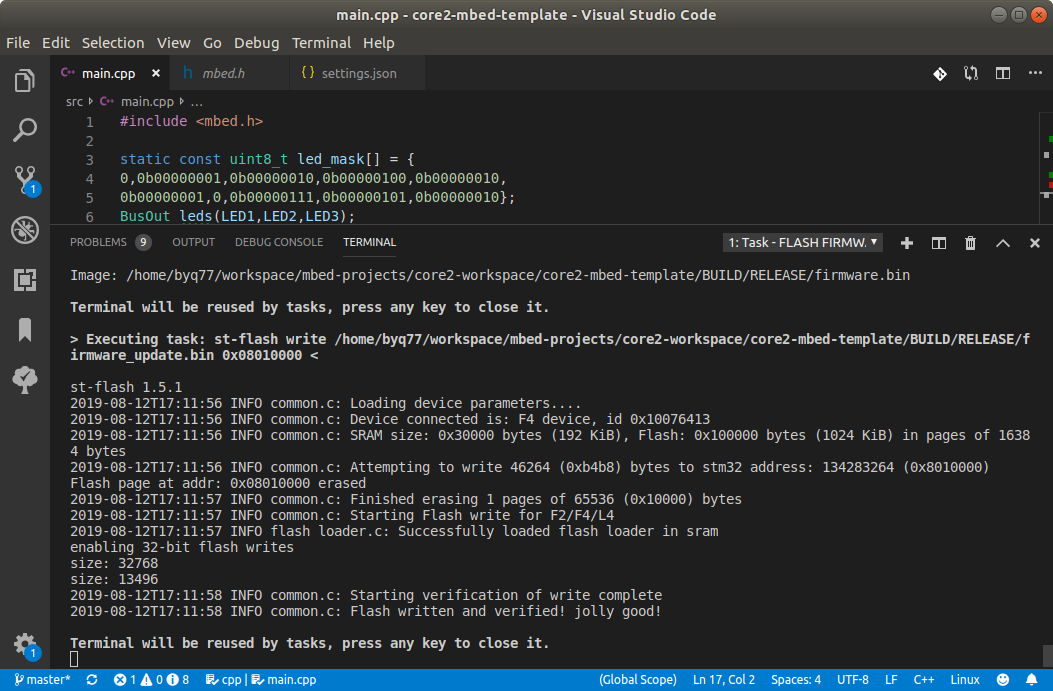 main.cpp - core2-mbed-template - Visual Studio Code
File Edit Selection View Go Debug Terminal Help
C++ main.cpp × h mbed.h {} settings.json
src C++ main.cpp ...
1 #include <mbed.h>
2
3 static const uint8_t led_mask[] = {
4 0,0b00000001,0b00000010,0b00000100,0b00000010,
5 0b00000001,0,0b00000111,0b00000101,0b00000010};
6 BusOut leds(LED1,LED2,LED3);
1
PROBLEMS 9 OUTPUT DEBUG CONSOLE TERMINAL 1: Task - FLASH FIRMW.
Image: /home/byq77/workspace/mbed-projects/core2-workspace/core2-mbed-template/BUILD/RELEASE/firmware.bin
Terminal will be reused by tasks, press any key to close it.
> Executing task: st-flash write /home/byq77/workspace/mbed-projects/core2-workspace/core2-mbed-template/BUILD/RELEASE/f
irmware_update.bin 0x08010000 <
st-flash 1.5.1
2019-08-12T17:11:56 INFO common.c: Loading device parameters....
2019-08-12T17:11:56 INFO common.c: Device connected is: F4 device, id 0x10076413
2019-08-12T17:11:56 INFO common.c: SRAM size: 0x30000 bytes (192 KiB), Flash: 0x100000 bytes (1024 KiB) in pages of 1638
4 bytes
2019-08-12T17:11:56 INFO common.c: Attempting to write 46264 (0xb4b8) bytes to stm32 address: 134283264 (0x8010000)
Flash page at addr: 0x08010000 erased
2019-08-12T17:11:57 INFO common.c: Finished erasing 1 pages of 65536 (0x10000) bytes
2019-08-12T17:11:57 INFO common.c: Starting Flash write for F2/F4/L4
2019-08-12T17:11:57 INFO flash_loader.c: Successfully loaded flash loader in sram
enabling 32-bit flash writes
size: 32768
size: 13496
2019-08-12T17:11:58 INFO common.c: Starting verification of write complete
2019-08-12T17:11:58 INFO common.c: Flash written and verified! jolly good!
Terminal will be reused by tasks, press any key to close it.
1
master* 1 0 8 cpp | main.cpp (Global Scope) Ln 17, Col 2 Spaces: 4 UTF-8 LF C++ Linux